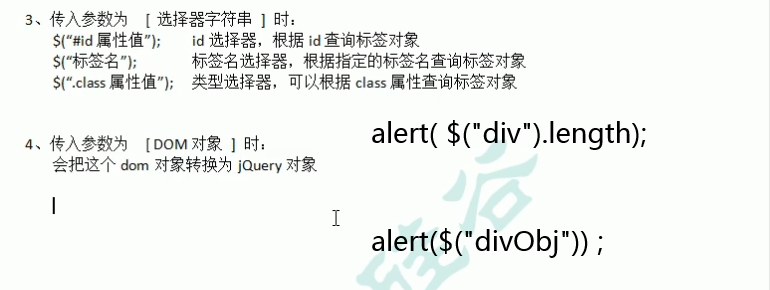 3、传入参数为 [ 选择器字符串 ] 时：
$(“#id 属性值”); id 选择器，根据 id 查询标签对象
$(“标签名”); 标签名选择器，根据指定的标签名查询标签对象
$(“.class 属性值”); 类型选择器，可以根据 class 属性查询标签对象
alert( $("div").length);
4、传入参数为 [ DOM 对象 ] 时：
会把这个 dom 对象转换为 jQuery 对象
alert($("divObj")) ;
硅谷